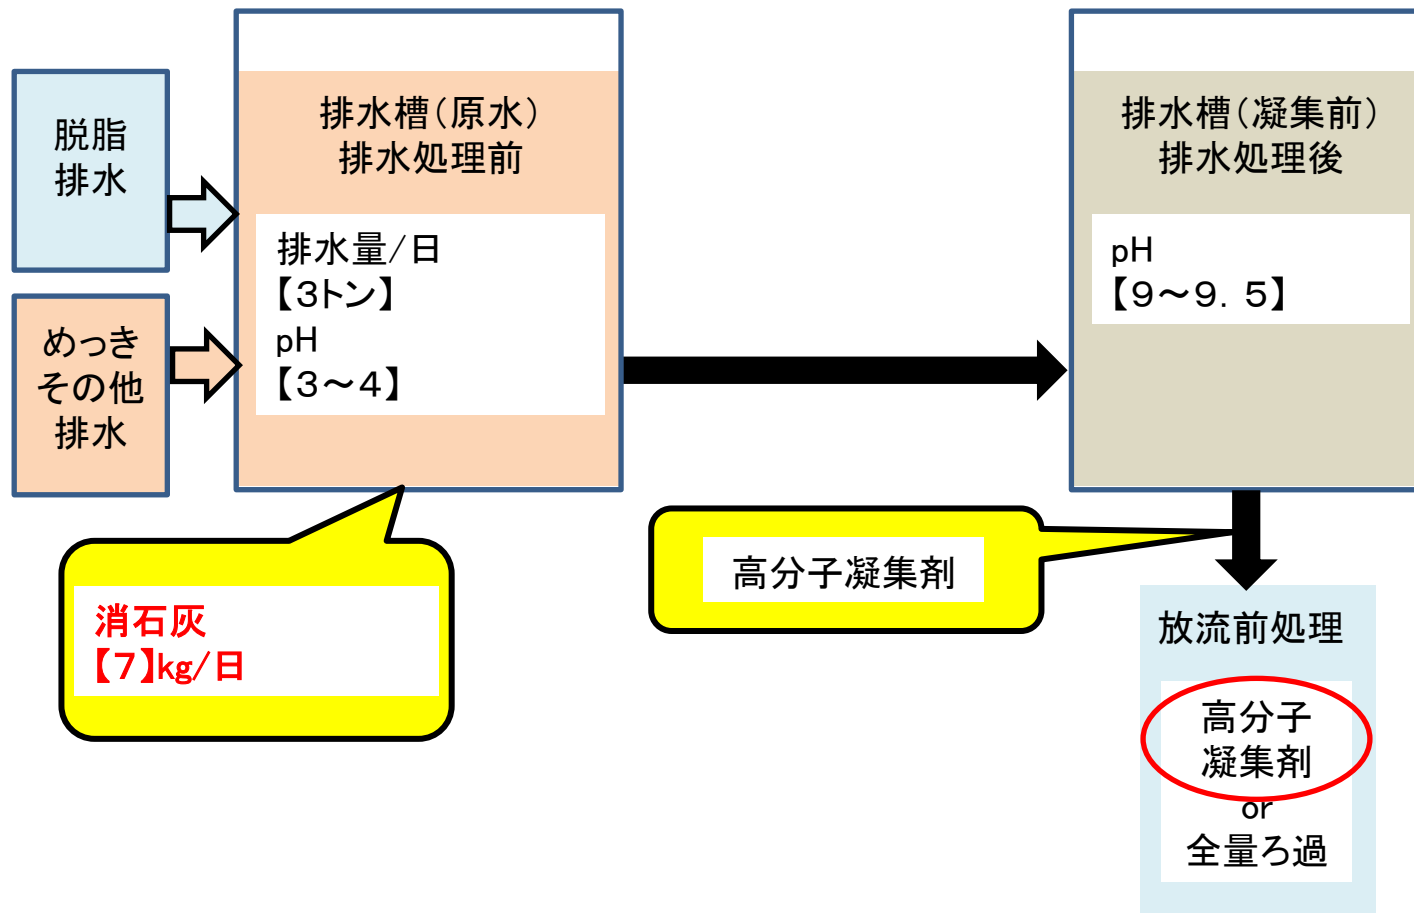 脱脂
排水
めっき
その他
排水
排水槽（原水）
排水処理前
排水量/日
【３トン】
pH
【３～４】
消石灰
【７】kg/日
高分子凝集剤
排水槽（凝集前）
排水処理後
pH
【９～９．５】
放流前処理
高分子
凝集剤
or
全量ろ過